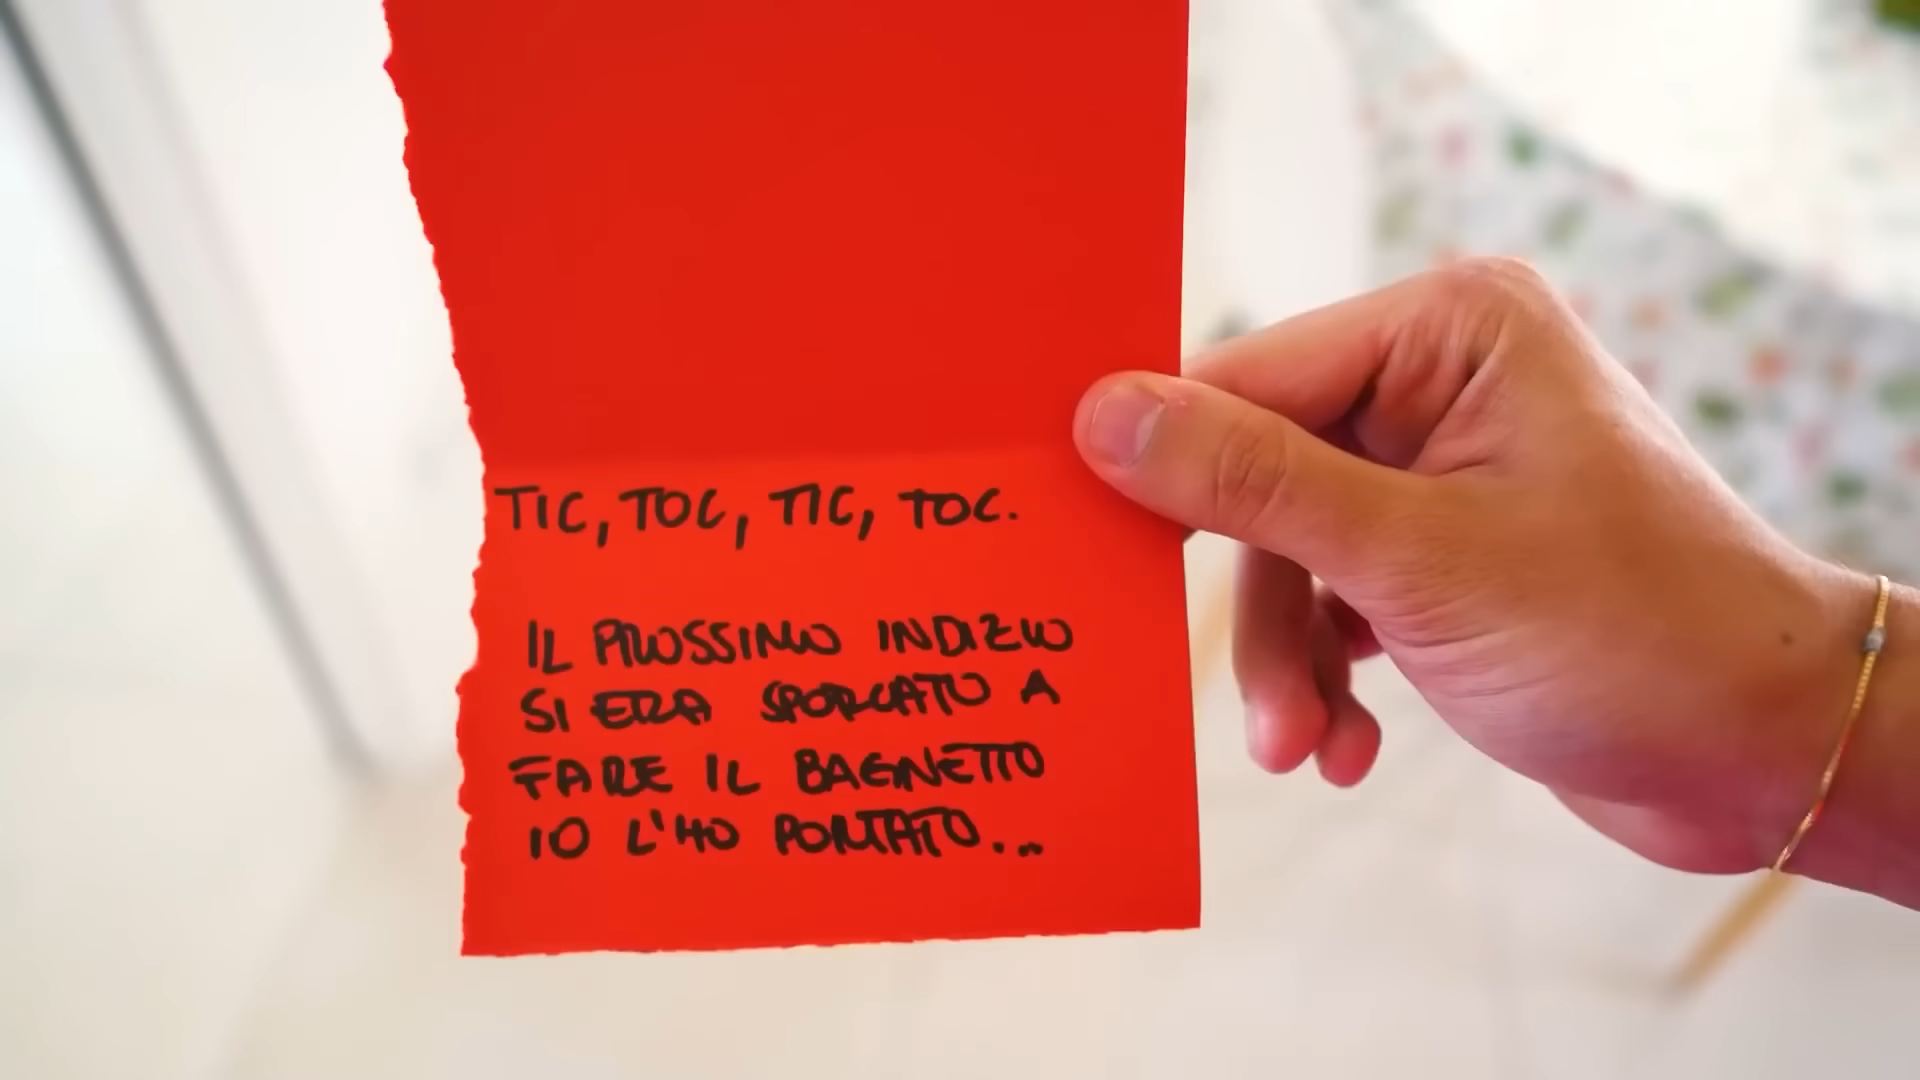 TIC, TOC, TIC, TOC.
IL PROSSIMO INDIZIO
SI ERA SPORCATO A
FARE IL BAGNETTO
IO L'HO PORTATO...